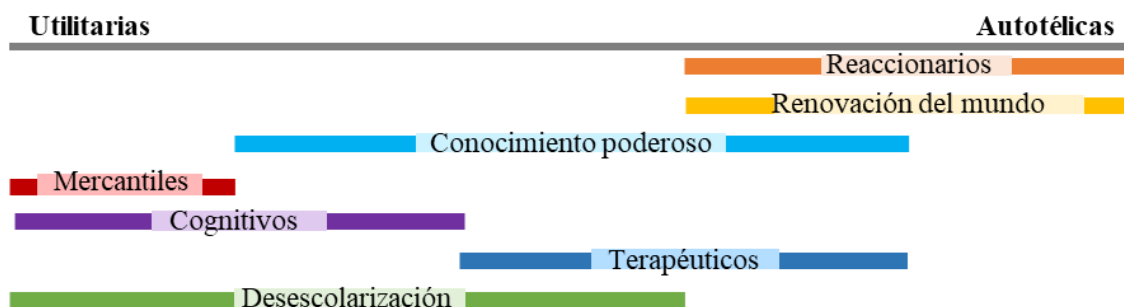 Utilitarias Autotélicas
Reaccionarios
Renovación del mundo
Conocimiento poderoso
Mercantiles
Cognitivos
Terapéuticos
Desescolarización